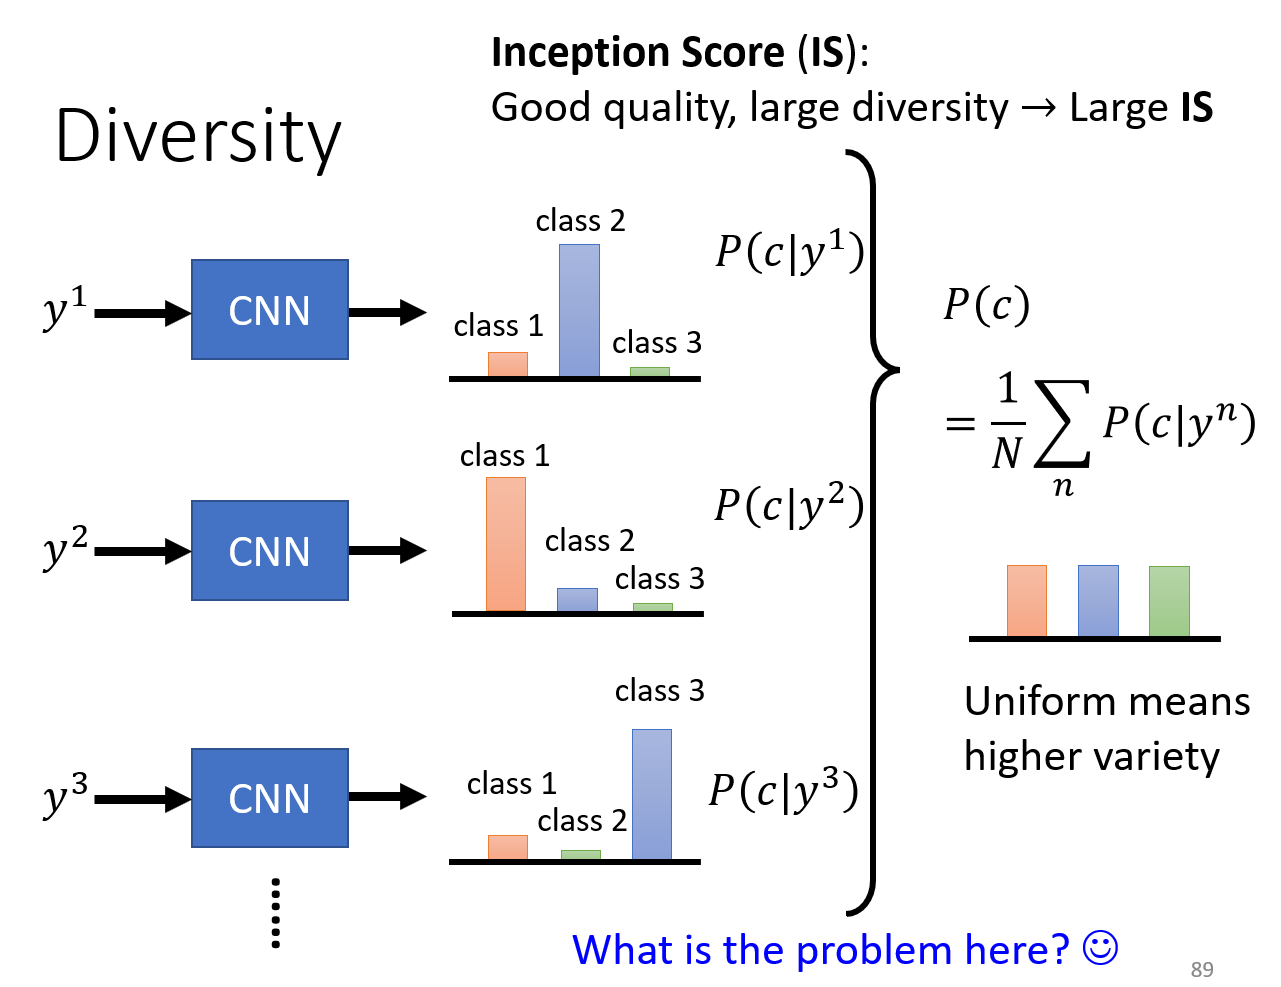 Inception Score (IS):
Good quality, large diversity → Large IS
Diversity
y¹
CNN
class 1
class 2
class 3
P(c|y¹)
y²
CNN
class 1
class 2
class 3
P(c|y²)
y³
CNN
class 1
class 2
class 3
P(c|y³)
P(c)
= 1/N ∑ₙ P(c|yⁿ)
Uniform means
higher variety
What is the problem here? ☺
89